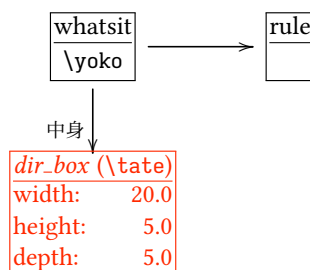 whatsit
\yoko
rule
中身
dir_box (\tate)
width: 20.0
height: 5.0
depth: 5.0